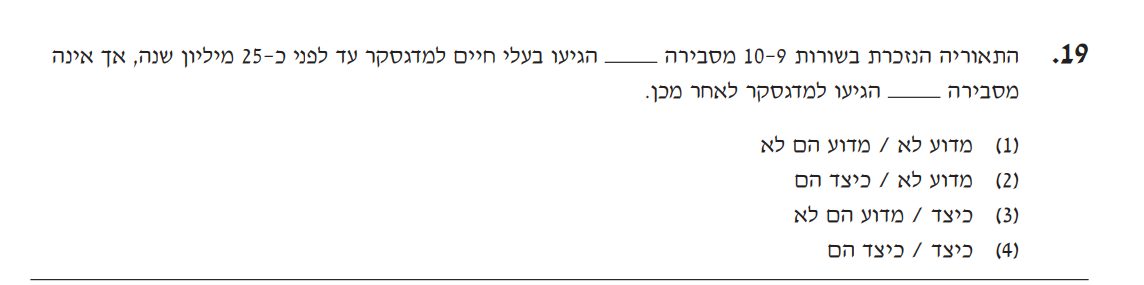 19. התאוריה הנזכרת בשורות 9-10 מסבירה _____ הגיעו בעלי חיים למדגסקר עד לפני כ-25 מיליון שנה, אך אינה
מסבירה _____ הגיעו למדגסקר לאחר מכן.
(1) מדוע לא / מדוע הם לא
(2) מדוע לא / כיצד הם
(3) כיצד / מדוע הם לא
(4) כיצד / כיצד הם